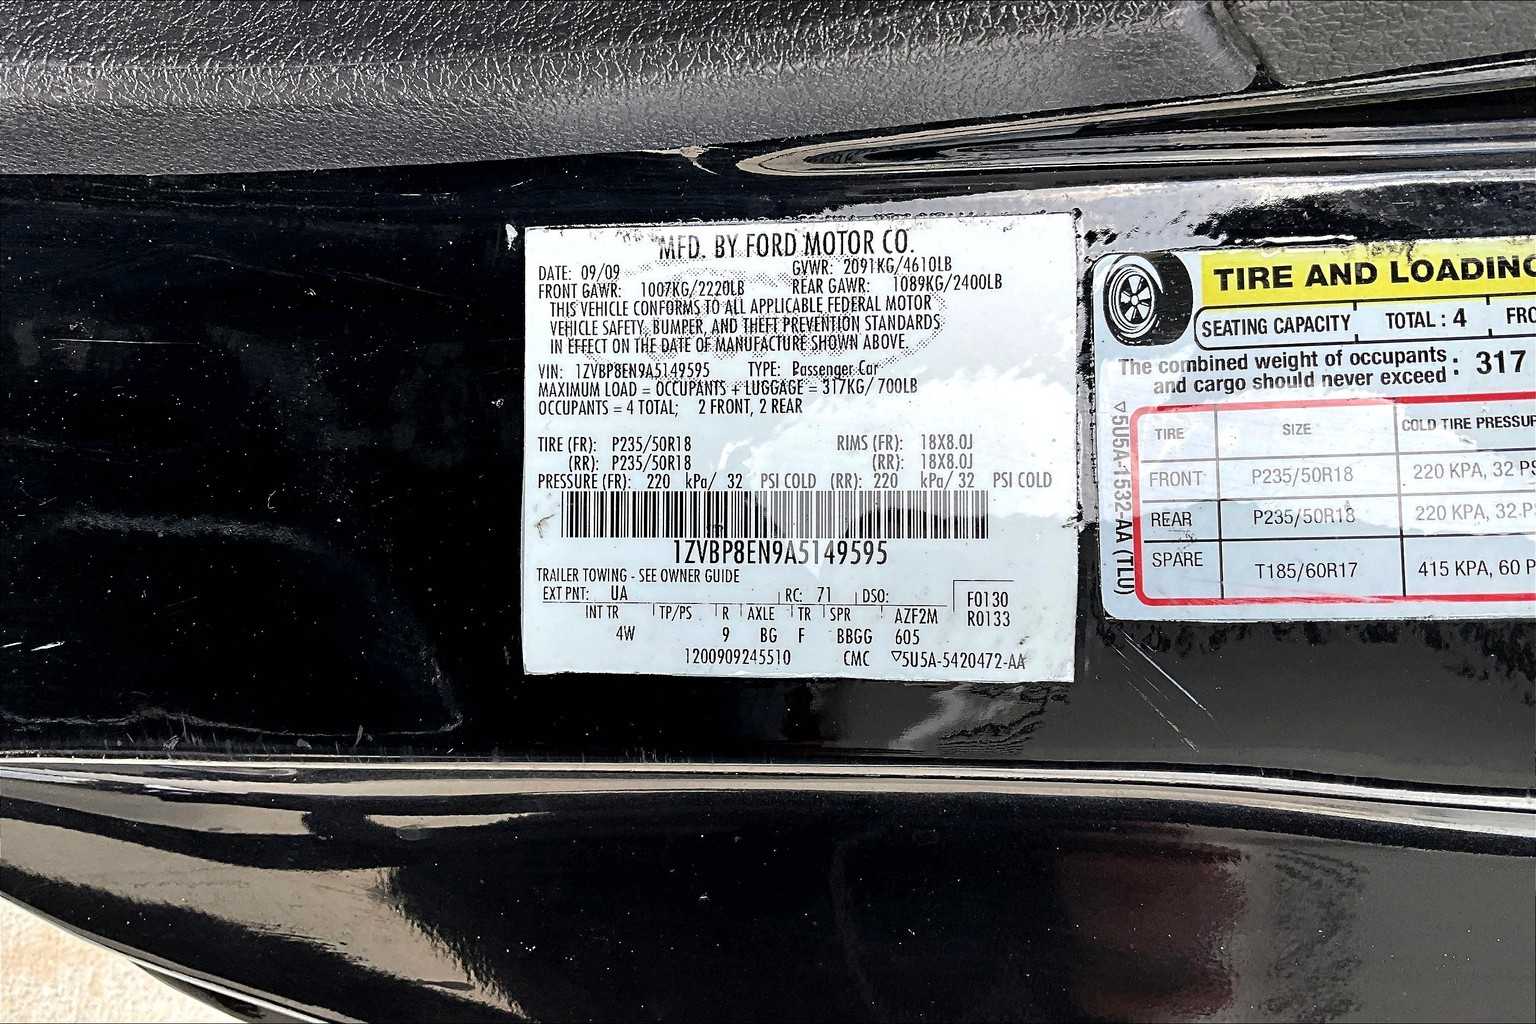 MFD. BY FORD MOTOR CO.
DATE: 09/09 GVWR: 2091KG/4610LB
FRONT GAWR: 1007KG/2220LB REAR GAWR: 1089KG/2400LB
THIS VEHICLE CONFORMS TO ALL APPLICABLE FEDERAL MOTOR
VEHICLE SAFETY, BUMPER, AND THEFT PREVENTION STANDARDS
IN EFFECT ON THE DATE OF MANUFACTURE SHOWN ABOVE.
VIN: 1ZVBP8EN9A5149595 TYPE: Passenger Car
MAXIMUM LOAD = OCCUPANTS + LUGGAGE = 317KG/700LB
OCCUPANTS = 4 TOTAL; 2 FRONT, 2 REAR
TIRE (FR): P235/50R18 RIMS (FR): 18X8.0J
(RR): P235/50R18 (RR): 18X8.0J
PRESSURE (FR): 220 kPa/ 32 PSI COLD (RR): 220 kPa/ 32 PSI COLD
1ZVBP8EN9A5149595
TRAILER TOWING - SEE OWNER GUIDE
EXT PNT: UA RC: 71 DSO: F0130
INT TR TP/PS R AXLE TR SPR AZF2M R0133
4W 9 BG F BBGG 605
1200909245510 CMC ▽5U5A-5420472-AA
TIRE AND LOADING
SEATING CAPACITY TOTAL : 4 FRO
The combined weight of occupants
and cargo should never exceed : 317
TIRE SIZE COLD TIRE PRESSUR
FRONT P235/50R18 220 KPA, 32 PS
REAR P235/50R18 220 KPA, 32 PS
SPARE T185/60R17 415 KPA, 60 P
▽5U5A-1532-AA (TLU)